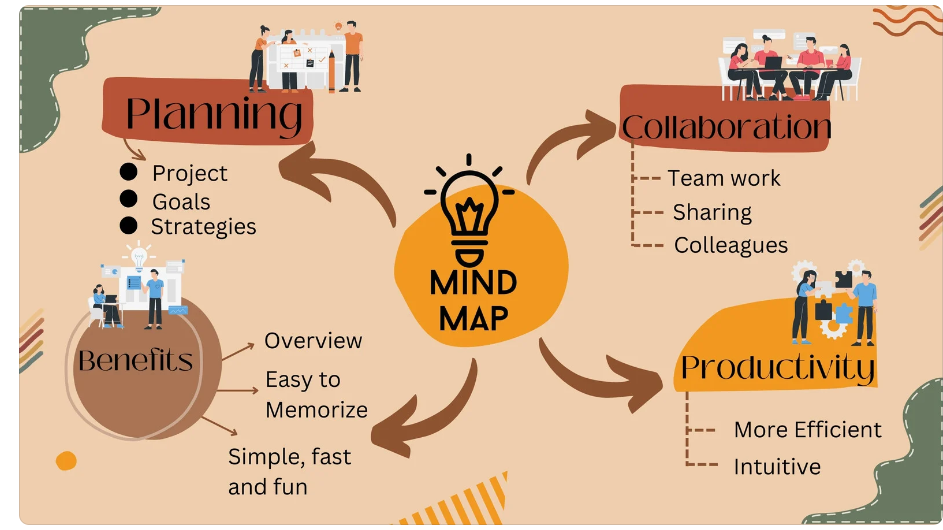 MIND
MAP
Planning
Project
Goals
Strategies
Collaboration
Team work
Sharing
Colleagues
Benefits
Overview
Easy to
Memorize
Simple, fast
and fun
Productivity
More Efficient
Intuitive